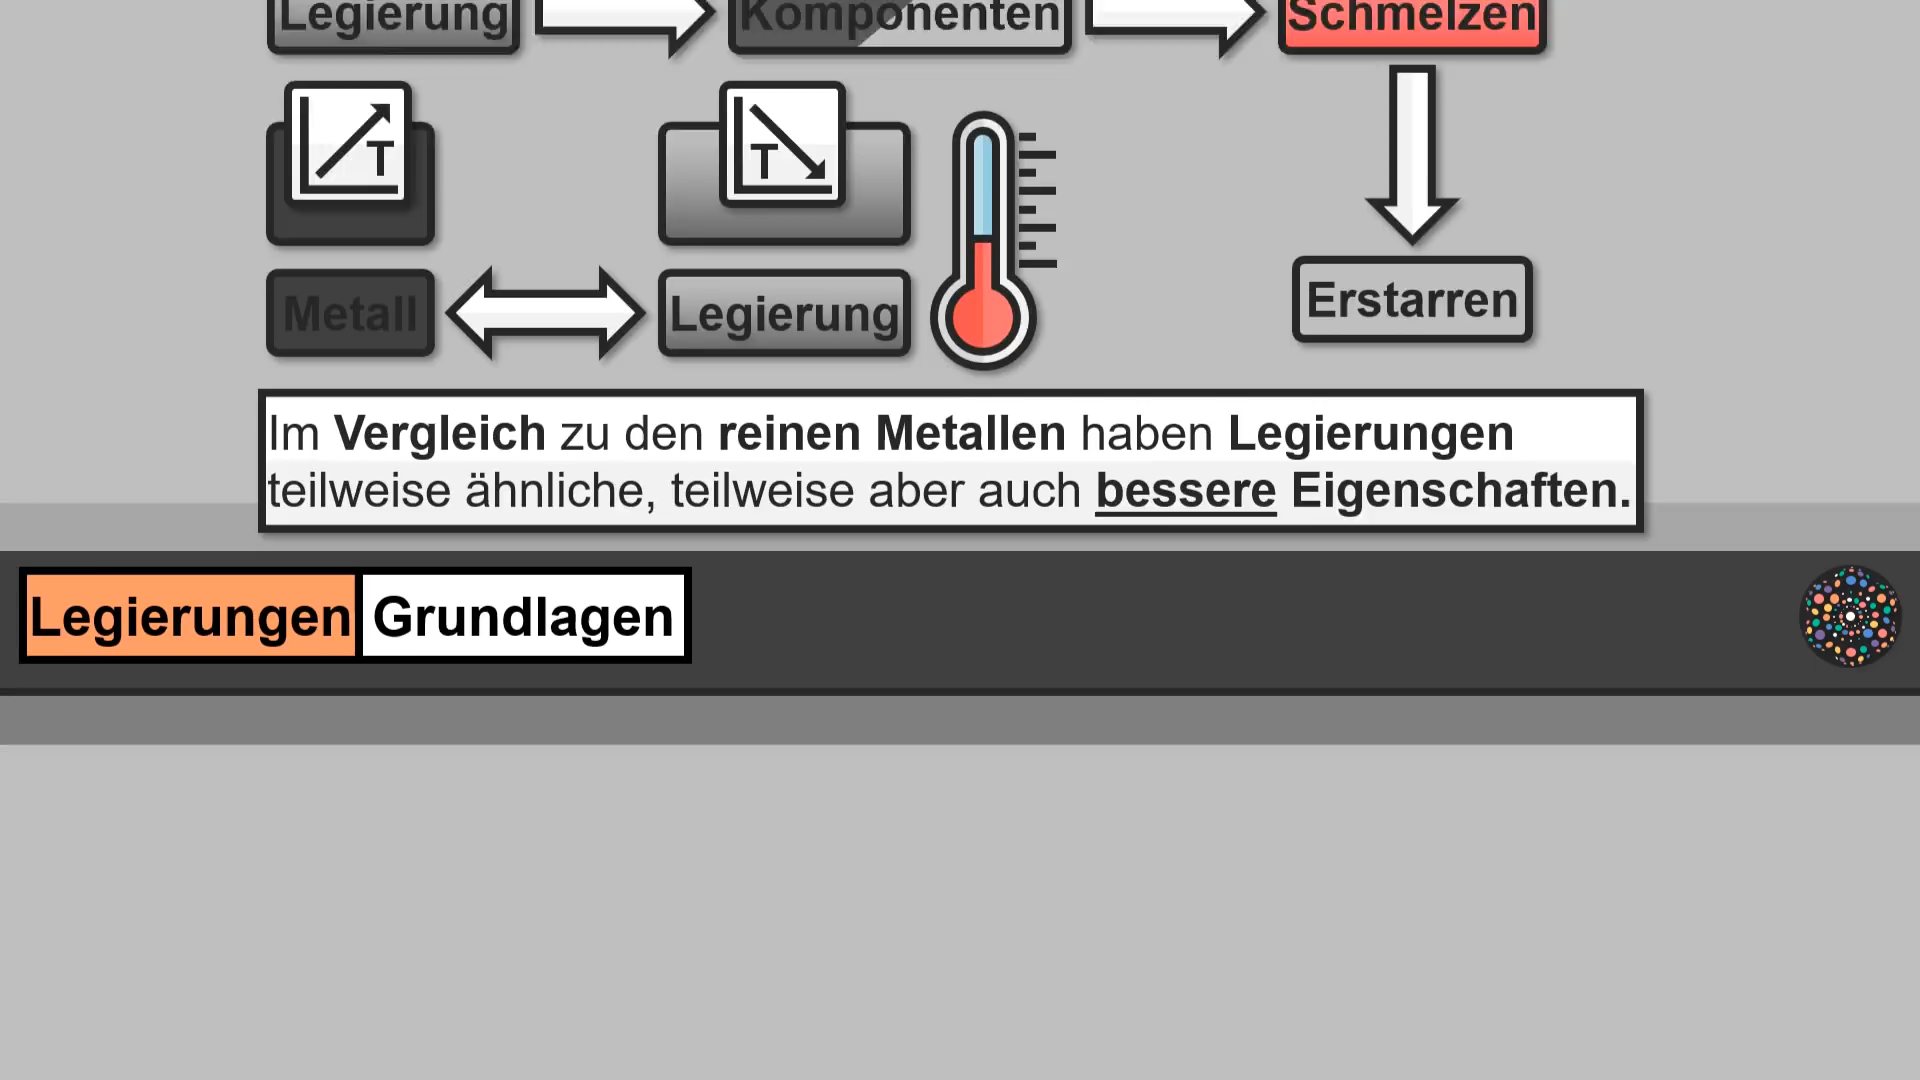 Legierung Komponenten Schmelzen
T T
Metall Legierung Erstarren
Im Vergleich zu den reinen Metallen haben Legierungen
teilweise ähnliche, teilweise aber auch bessere Eigenschaften.
Legierungen Grundlagen